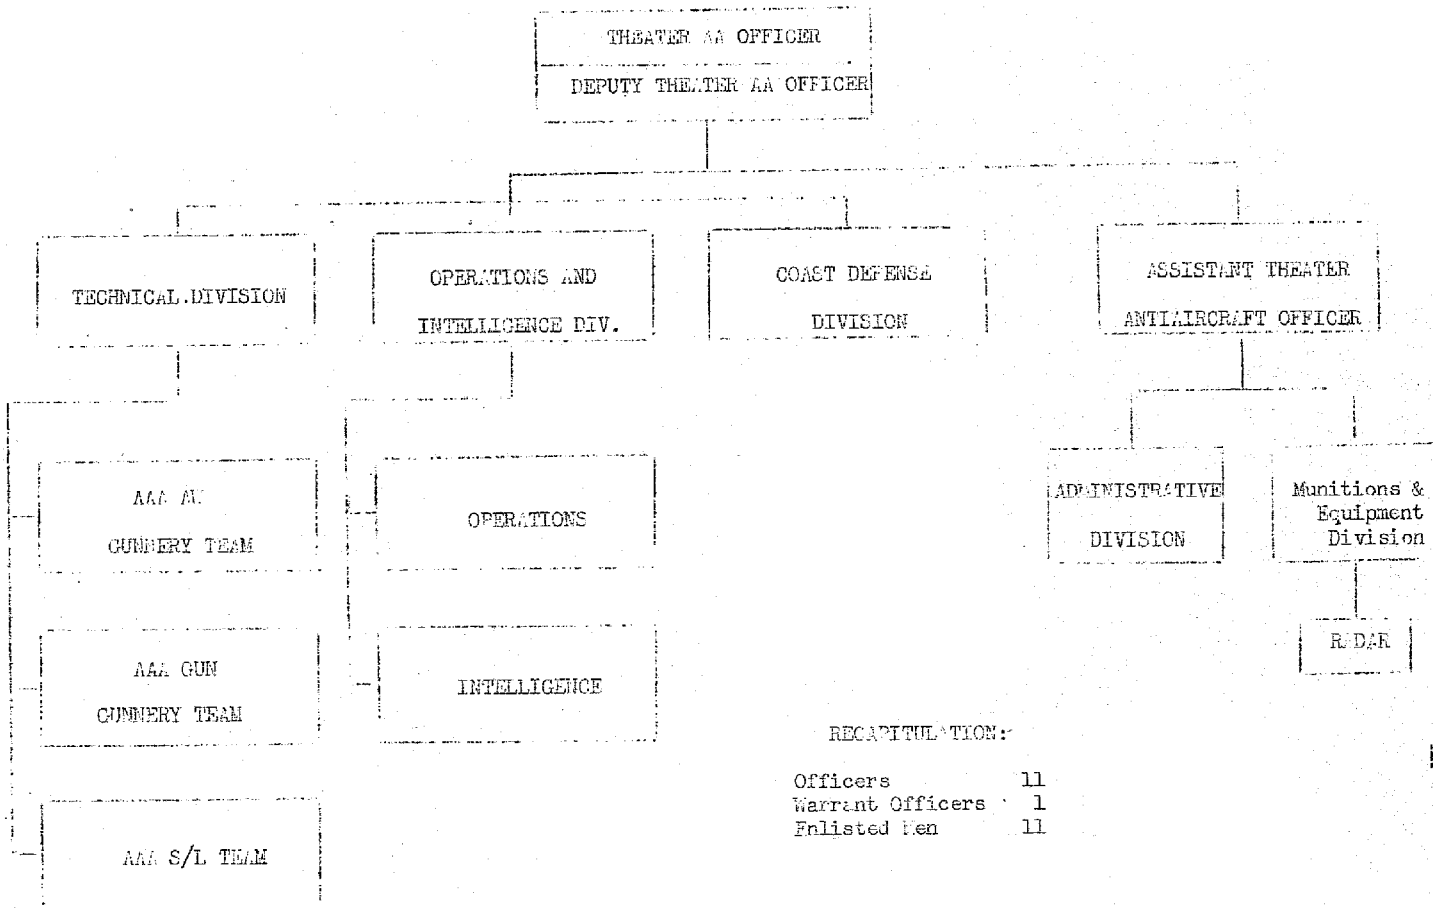 THEATER AA OFFICER
DEPUTY THEATER AA OFFICER
TECHNICAL DIVISION
OPERATIONS AND
INTELLIGENCE DIV.
COAST DEFENSE
DIVISION
ASSISTANT THEATER
ANTIAIRCRAFT OFFICER
AAA
GUNNERY TEAM
OPERATIONS
ADMINISTRATIVE
DIVISION
Munitions &
Equipment
Division
AAA GUN
GUNNERY TEAM
INTELLIGENCE
RADAR
AAA S/L TEAM
RECAPITULATION:
Officers 11
Warrant Officers 1
Enlisted Men 11